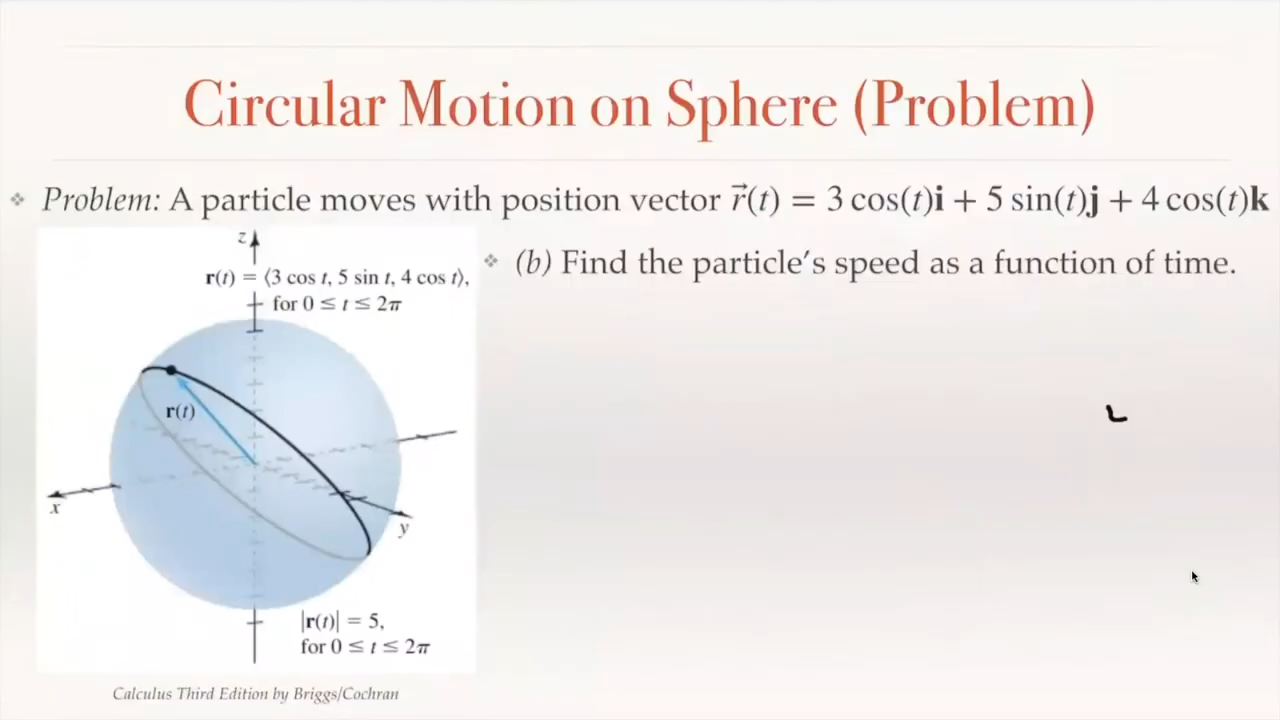 Circular Motion on Sphere (Problem)
Problem: A particle moves with position vector r⃗(t) = 3 cos(t)i + 5 sin(t)j + 4 cos(t)k
(b) Find the particle's speed as a function of time.
z
r(t) = ⟨3 cos t, 5 sin t, 4 cos t⟩,
for 0 ≤ t ≤ 2π
r(t)
x
y
|r(t)| = 5,
for 0 ≤ t ≤ 2π
Calculus Third Edition by Briggs/Cochran